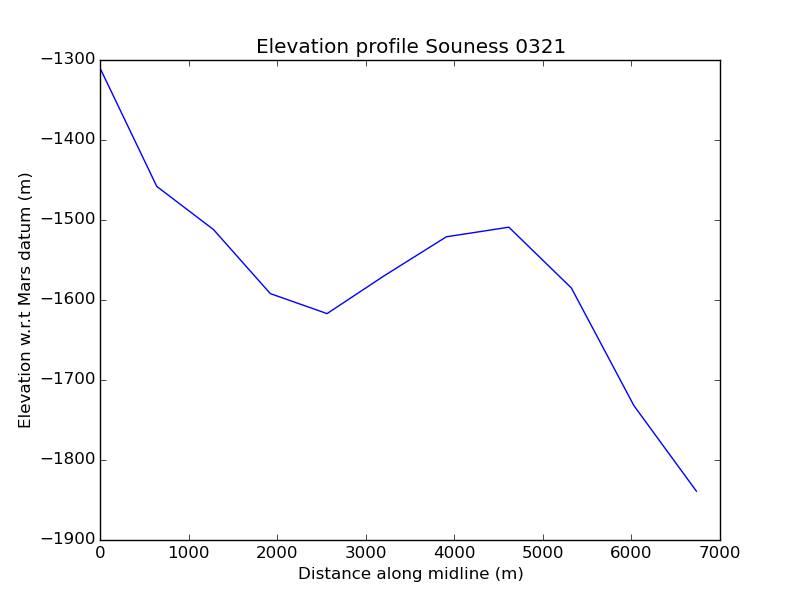 Elevation profile Souness 0321
−1300
−1400
−1500
−1600
−1700
−1800
−1900
Elevation w.r.t Mars datum (m)
0 1000 2000 3000 4000 5000 6000 7000
Distance along midline (m)